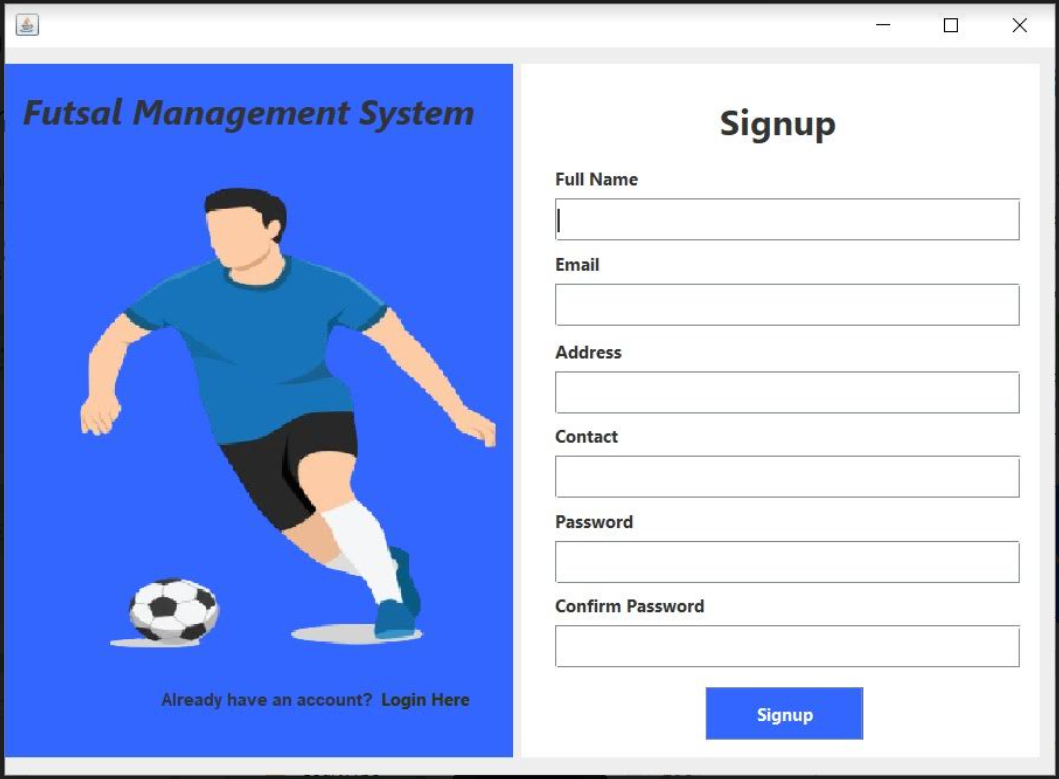 Futsal Management System
Already have an account? Login Here
Signup
Full Name
Email
Address
Contact
Password
Confirm Password
Signup